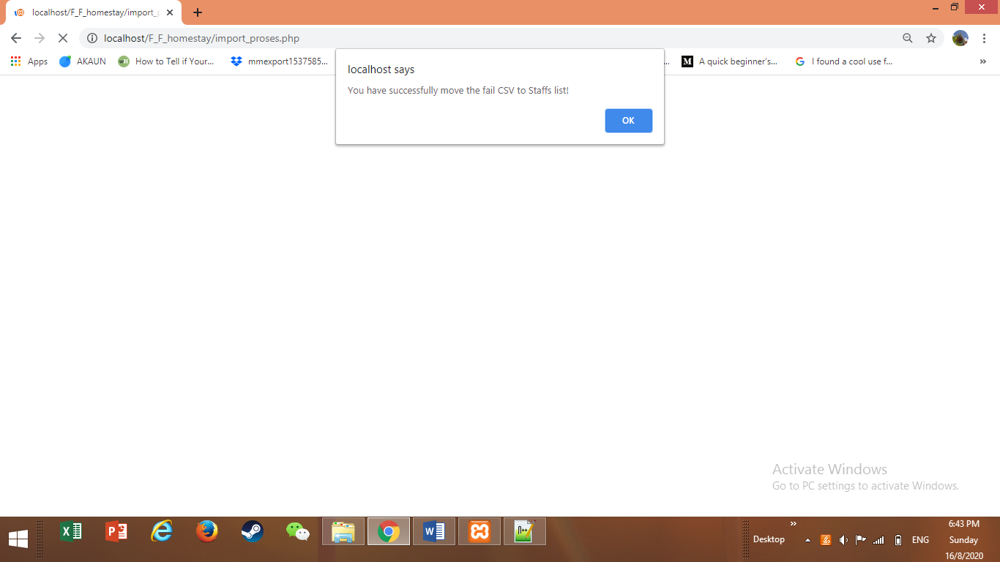 localhost/F_F_homestay/import_p
localhost/F_F_homestay/import_proses.php
Apps
AKAUN
How to Tell if Your...
mmexport1537585...
...
A quick beginner's...
I found a cool use f...
»
localhost says
You have successfully move the fail CSV to Staffs list!
OK
Activate Windows
Go to PC settings to activate Windows.
Desktop
»
ENG
6:43 PM
Sunday
16/8/2020